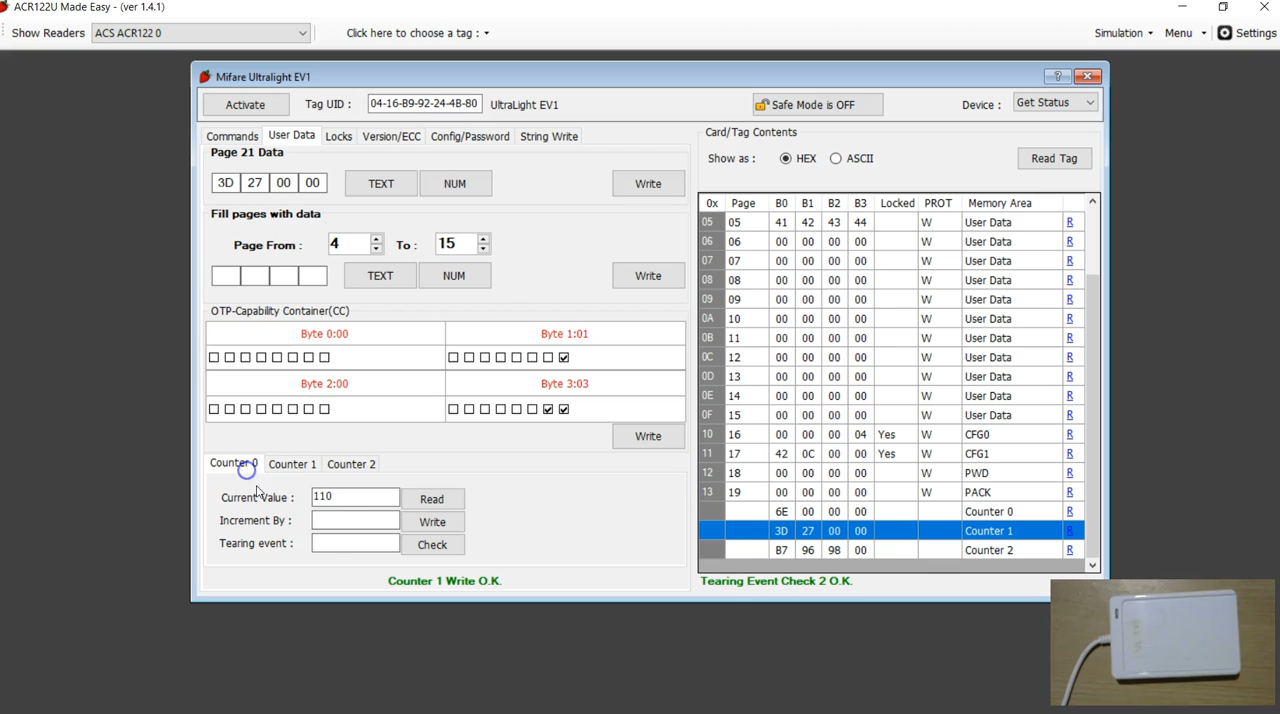 ACR122U Made Easy - (ver 1.4.1)
Show Readers ACS ACR122 0 Click here to choose a tag : Simulation Menu Settings
Mifare Ultralight EV1 ?
Activate Tag UID : 04-16-B9-92-24-4B-80 UltraLight EV1 Safe Mode is OFF Device : Get Status
Commands User Data Locks Version/ECC Config/Password String Write
Page 21 Data
3D 27 00 00 TEXT NUM Write
Fill pages with data
Page From : 4 To : 15
TEXT NUM Write
OTP-Capability Container(CC)
Byte 0:00 Byte 1:01
Byte 2:00 Byte 3:03
Write
Counter 0 Counter 1 Counter 2
Current Value : 110 Read
Increment By : Write
Tearing event : Check
Counter 1 Write O.K.
Card/Tag Contents
Show as : HEX ASCII Read Tag
0x Page B0 B1 B2 B3 Locked PROT Memory Area
05 05 41 42 43 44 W User Data R
06 06 00 00 00 00 W User Data R
07 07 00 00 00 00 W User Data R
08 08 00 00 00 00 W User Data R
09 09 00 00 00 00 W User Data R
0A 10 00 00 00 00 W User Data R
0B 11 00 00 00 00 W User Data R
0C 12 00 00 00 00 W User Data R
0D 13 00 00 00 00 W User Data R
0E 14 00 00 00 00 W User Data R
0F 15 00 00 00 00 W User Data R
10 16 00 00 00 04 Yes W CFG0 R
11 17 42 0C 00 00 Yes W CFG1 R
12 18 00 00 00 00 W PWD R
13 19 00 00 00 00 W PACK R
6E 00 00 00 Counter 0 R
3D 27 00 00 Counter 1 R
B7 96 98 00 Counter 2 R
Tearing Event Check 2 O.K.